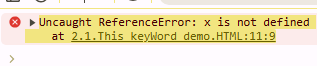 Uncaught ReferenceError: x is not defined
at 2.1.This keyWord demo.HTML:11:9